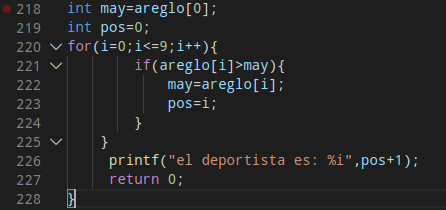 218 int may=areglo[0];
219 int pos=0;
220 for(i=0;i<=9;i++){
221 if(areglo[i]>may){
222 may=areglo[i];
223 pos=i;
224 }
225 }
226 printf("el deportista es: %i",pos+1);
227 return 0;
228 }